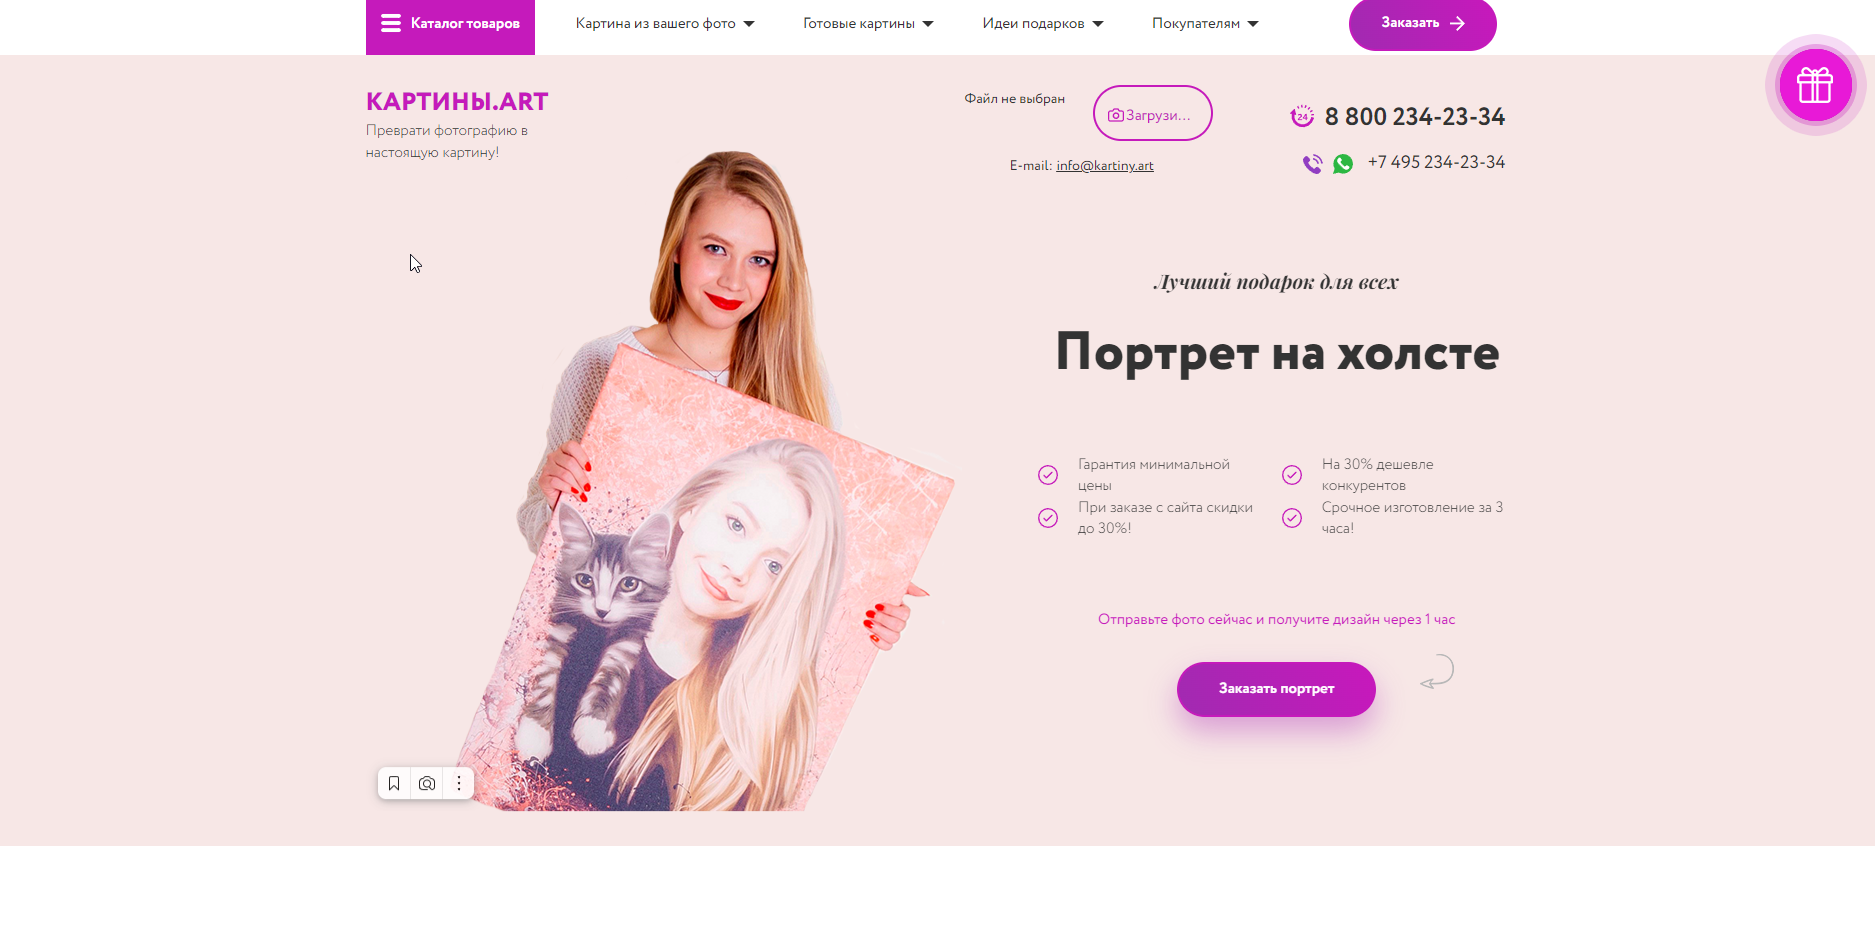 Каталог товаров
Картина из вашего фото
Готовые картины
Идеи подарков
Покупателям
Заказать
КАРТИНЫ.ART
Преврати фотографию в
настоящую картину!
Файл не выбран
Загрузи...
E-mail: info@kartiny.art
24
8 800 234-23-34
+7 495 234-23-34
Лучший подарок для всех
Портрет на холсте
Гарантия минимальной
цены
На 30% дешевле
конкурентов
При заказе с сайта скидки
до 30%!
Срочное изготовление за 3
часа!
Отправьте фото сейчас и получите дизайн через 1 час
Заказать портрет